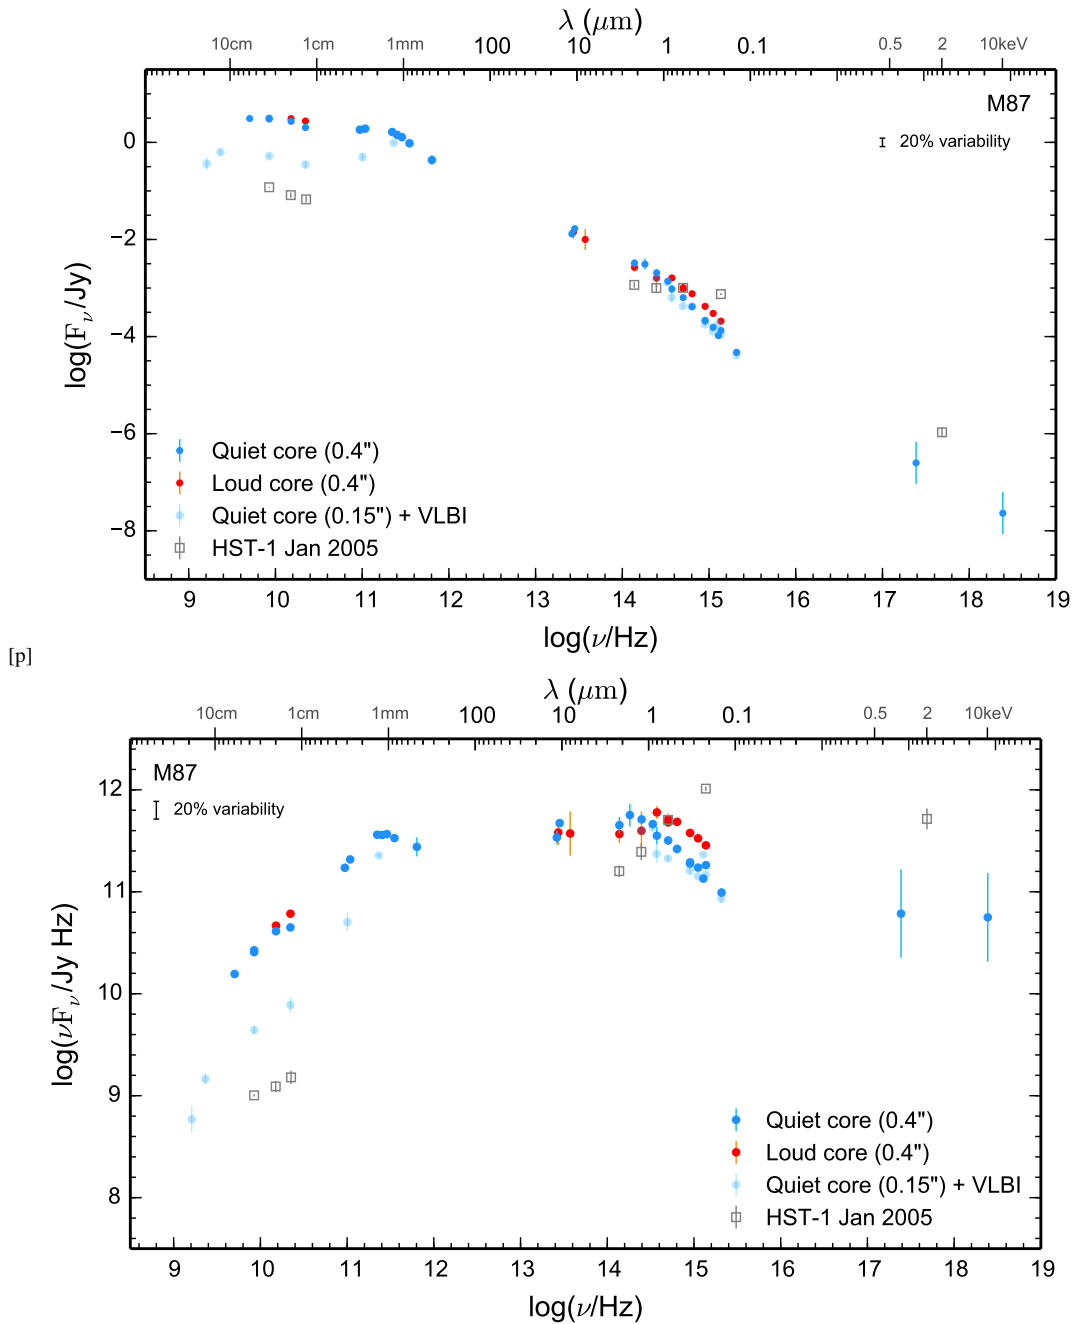 λ (μm)
10cm 1cm 1mm 100 10 1 0.1 0.5 2 10keV
M87
20% variability
0
−2
−4
−6
−8
log(Fν/Jy)
Quiet core (0.4")
Loud core (0.4")
Quiet core (0.15") + VLBI
HST-1 Jan 2005
9 10 11 12 13 14 15 16 17 18 19
log(ν/Hz)
[p]
λ (μm)
10cm 1cm 1mm 100 10 1 0.1 0.5 2 10keV
M87
20% variability
12
11
10
9
8
log(νFν/Jy Hz)
Quiet core (0.4")
Loud core (0.4")
Quiet core (0.15") + VLBI
HST-1 Jan 2005
9 10 11 12 13 14 15 16 17 18 19
log(ν/Hz)